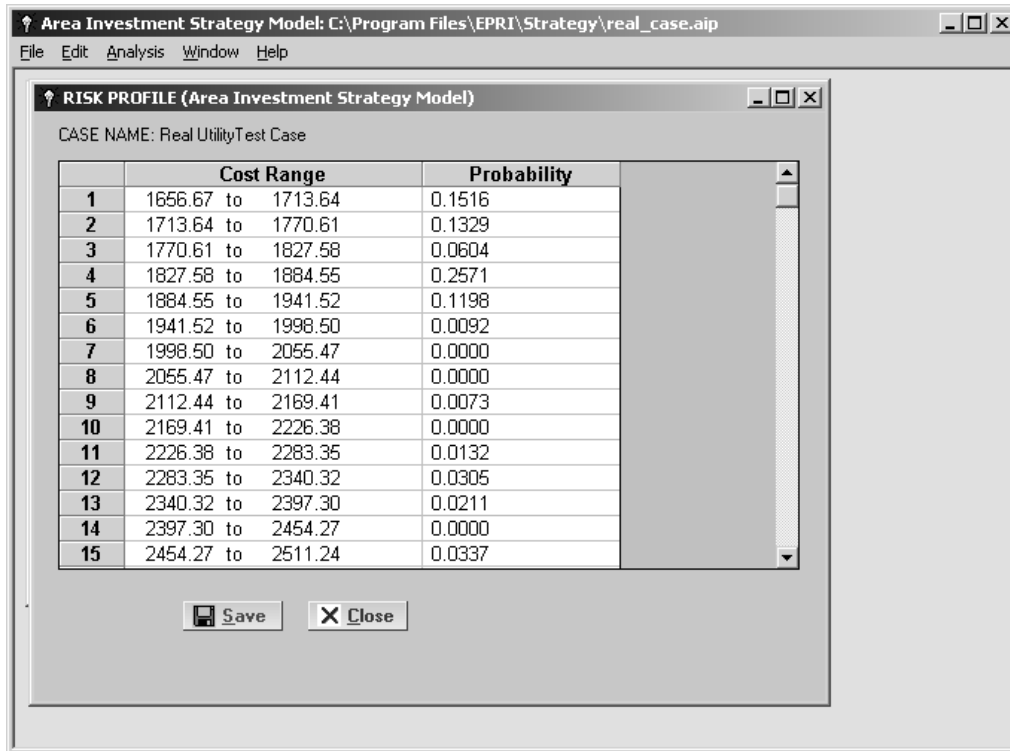 Area Investment Strategy Model: C:\Program Files\EPRI\Strategy\real_case.aip
File Edit Analysis Window Help
RISK PROFILE (Area Investment Strategy Model)
CASE NAME: Real UtilityTest Case
Cost Range Probability
1 1656.67 to 1713.64 0.1516
2 1713.64 to 1770.61 0.1329
3 1770.61 to 1827.58 0.0604
4 1827.58 to 1884.55 0.2571
5 1884.55 to 1941.52 0.1198
6 1941.52 to 1998.50 0.0092
7 1998.50 to 2055.47 0.0000
8 2055.47 to 2112.44 0.0000
9 2112.44 to 2169.41 0.0073
10 2169.41 to 2226.38 0.0000
11 2226.38 to 2283.35 0.0132
12 2283.35 to 2340.32 0.0305
13 2340.32 to 2397.30 0.0211
14 2397.30 to 2454.27 0.0000
15 2454.27 to 2511.24 0.0337
Save Close